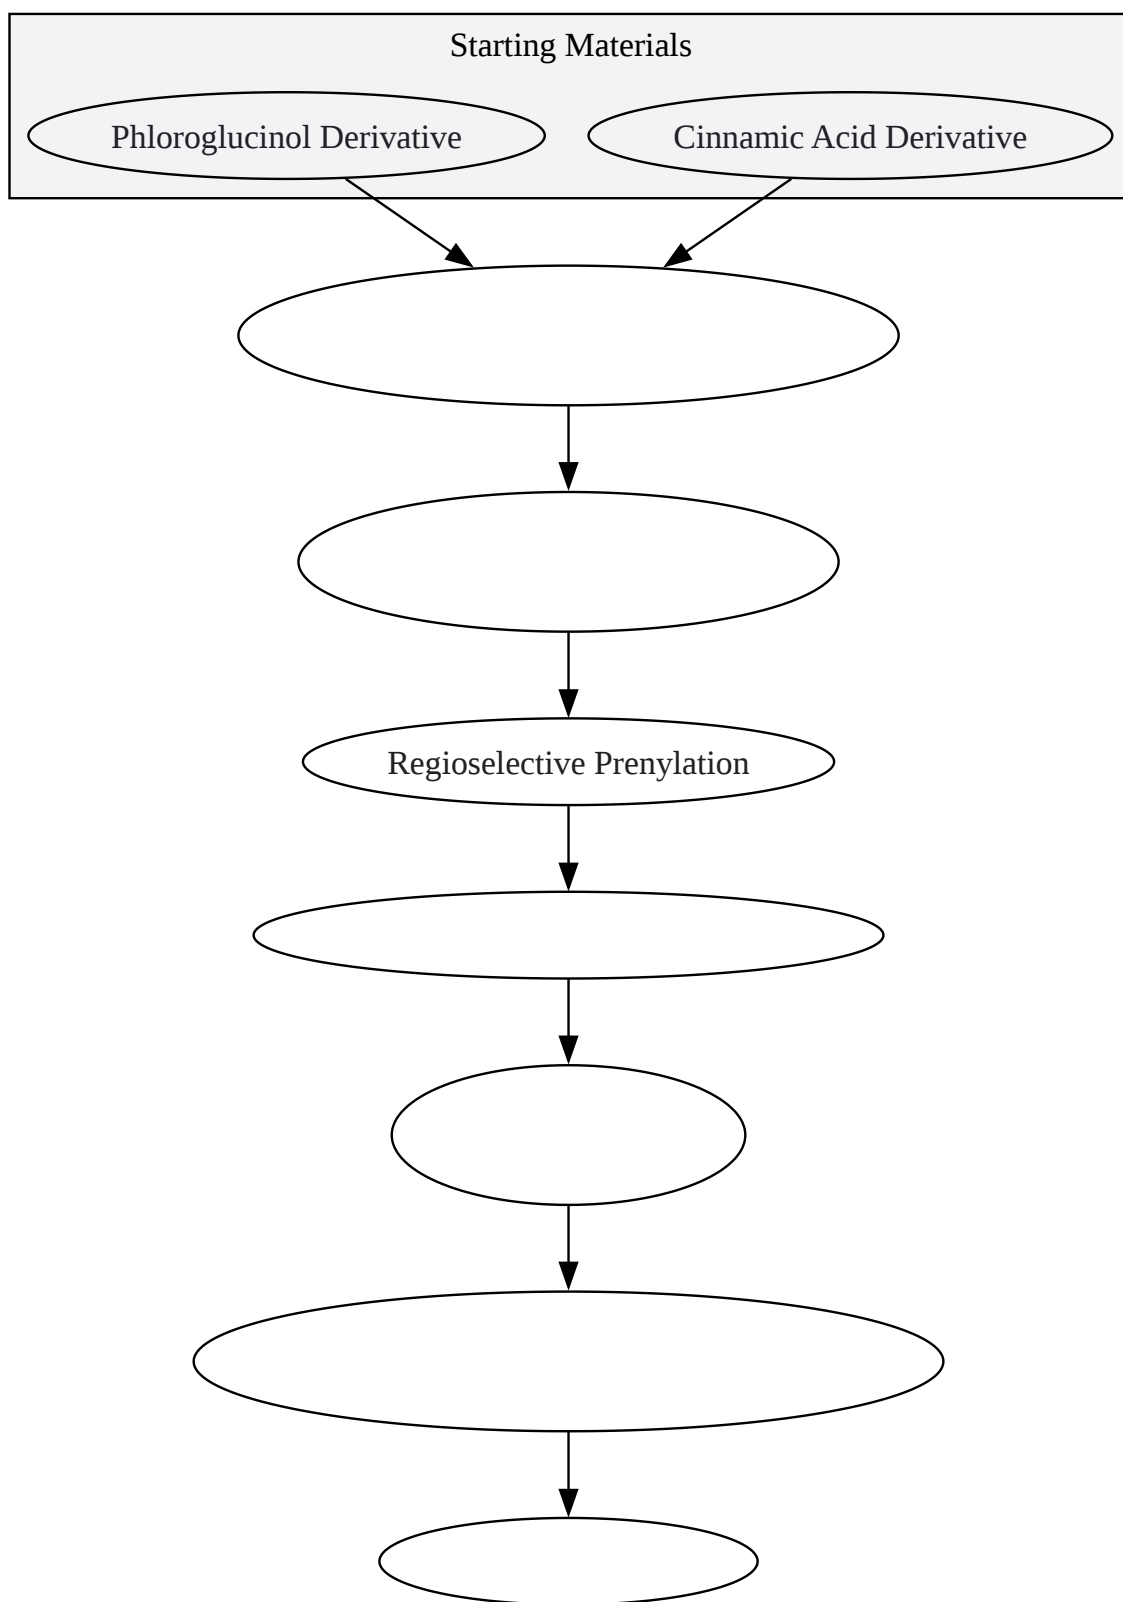 Starting Materials
Phloroglucinol Derivative
Cinnamic Acid Derivative
Regioselective Prenylation